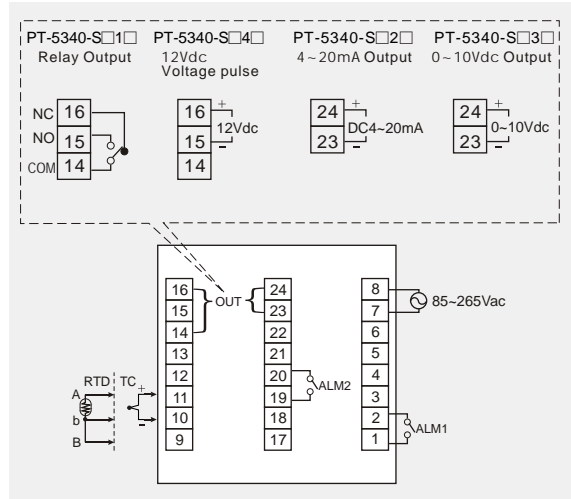 PT-5340-S□1□ PT-5340-S□4□ PT-5340-S□2□ PT-5340-S□3□
Relay Output 12Vdc 4~20mA Output 0~10Vdc Output
Voltage pulse
NC 16 16 + 24 + 24 +
NO 15 12Vdc 15 - DC4~20mA 23 - 0~10Vdc 23 -
COM 14 14
16 24 8
15 OUT 23 7 85~265Vac
14 22 6
13 21 5
RTD TC 12 20 ALM2 4
A + 11 19 3
b - 10 18 2 ALM1
B 9 17 1